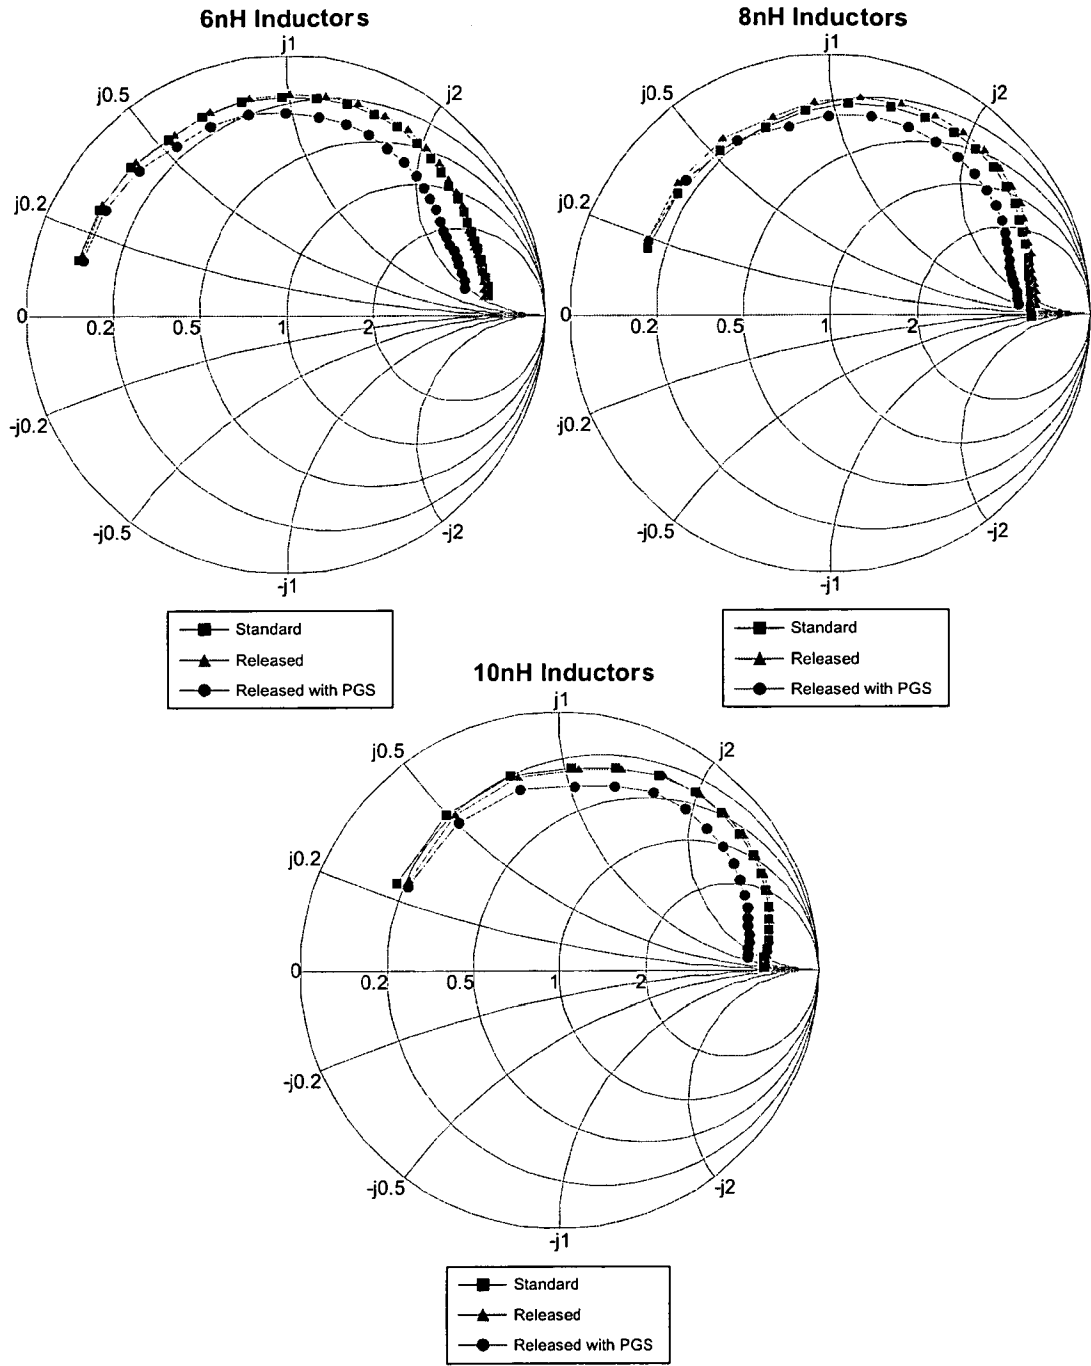 6nH Inductors
j1
j0.5
j2
j0.2
0
0.2
0.5
1
2
-j0.2
-j0.5
-j2
-j1
Standard
Released
Released with PGS
8nH Inductors
j1
j0.5
j2
j0.2
0
0.2
0.5
1
2
-j0.2
-j0.5
-j2
-j1
Standard
Released
Released with PGS
10nH Inductors
j1
j0.5
j2
j0.2
0
0.2
0.5
1
2
-j0.2
-j0.5
-j2
-j1
Standard
Released
Released with PGS